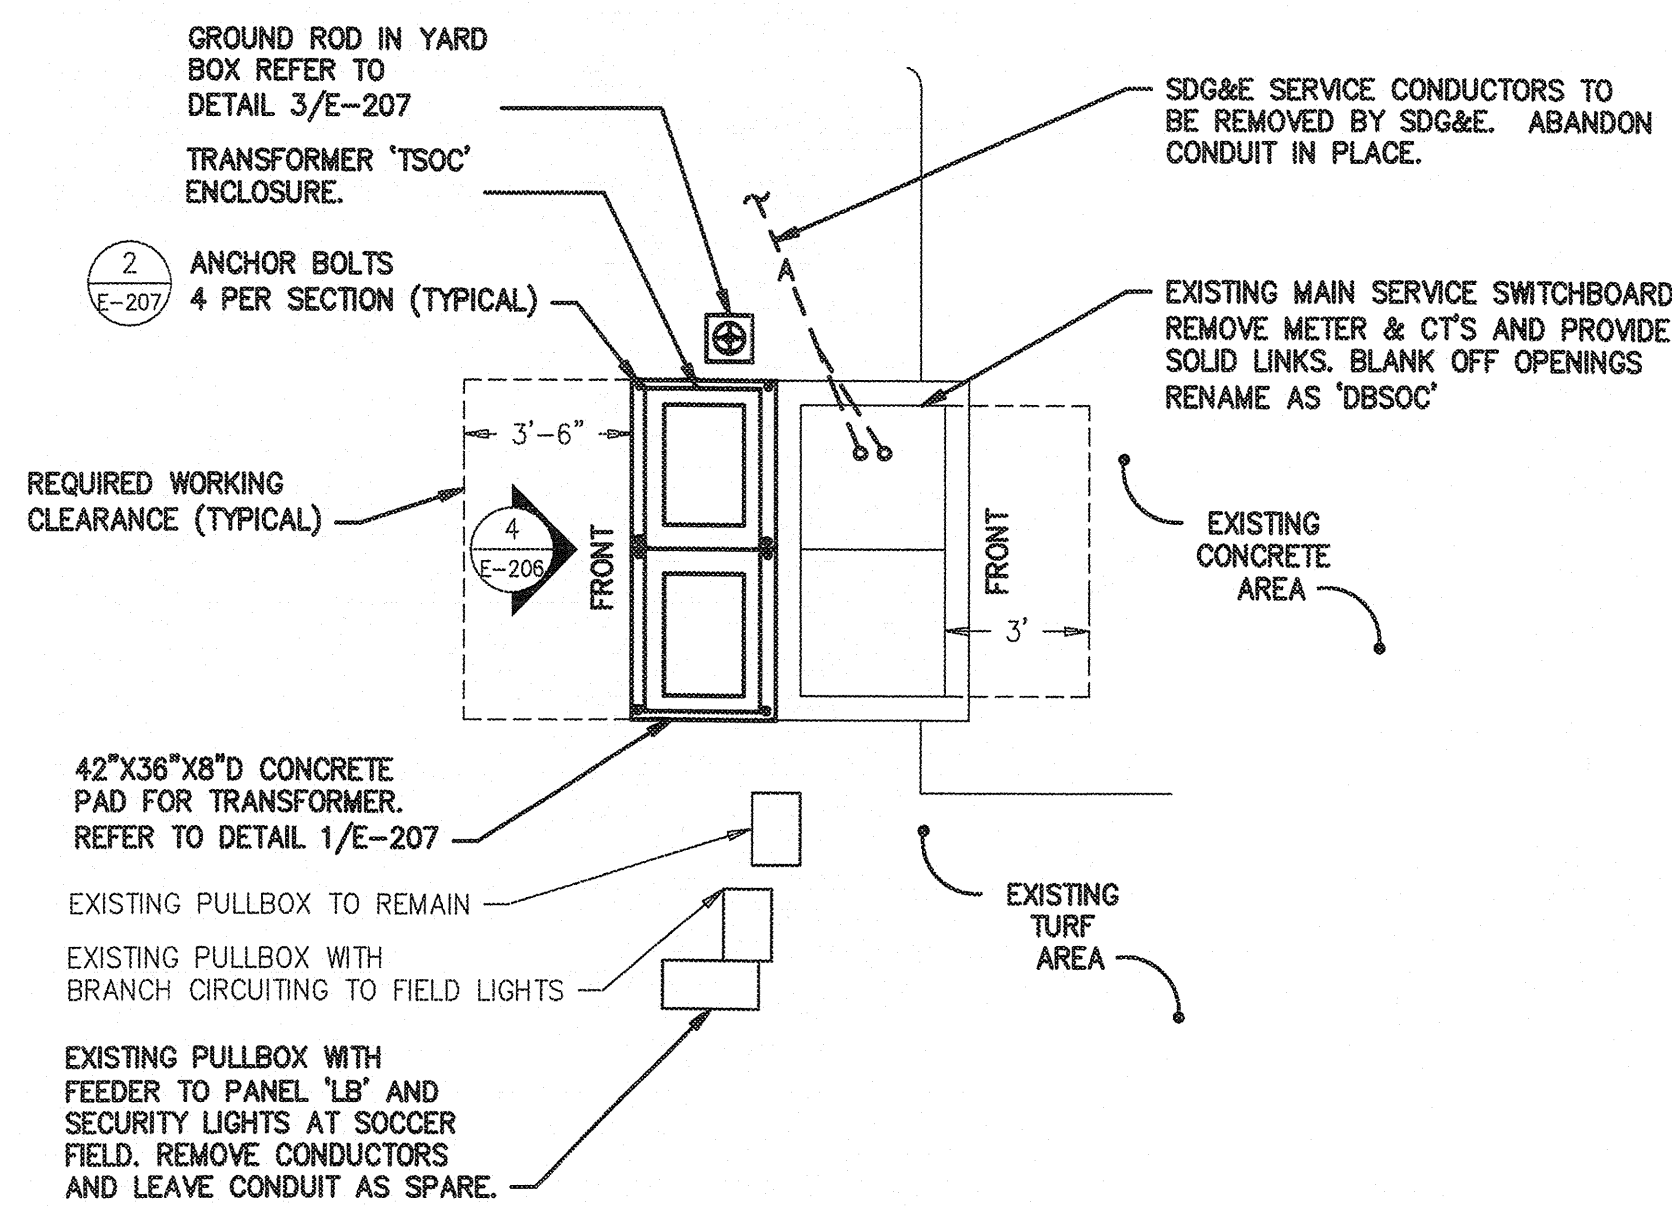 GROUND ROD IN YARD
BOX REFER TO
DETAIL 3/E-207
TRANSFORMER 'TSOC'
ENCLOSURE.
2
E-207
ANCHOR BOLTS
4 PER SECTION (TYPICAL)
SDG&E SERVICE CONDUCTORS TO
BE REMOVED BY SDG&E. ABANDON
CONDUIT IN PLACE.
A
EXISTING MAIN SERVICE SWITCHBOARD
REMOVE METER & CT'S AND PROVIDE
SOLID LINKS. BLANK OFF OPENINGS
RENAME AS 'DBSOC'
3'-6"
REQUIRED WORKING
CLEARANCE (TYPICAL)
4
E-206
FRONT
FRONT
3'
EXISTING
CONCRETE
AREA
42"X36"X8"D CONCRETE
PAD FOR TRANSFORMER.
REFER TO DETAIL 1/E-207
EXISTING PULLBOX TO REMAIN
EXISTING PULLBOX WITH
BRANCH CIRCUITING TO FIELD LIGHTS
EXISTING
TURF
AREA
EXISTING PULLBOX WITH
FEEDER TO PANEL 'LB' AND
SECURITY LIGHTS AT SOCCER
FIELD. REMOVE CONDUCTORS
AND LEAVE CONDUIT AS SPARE.